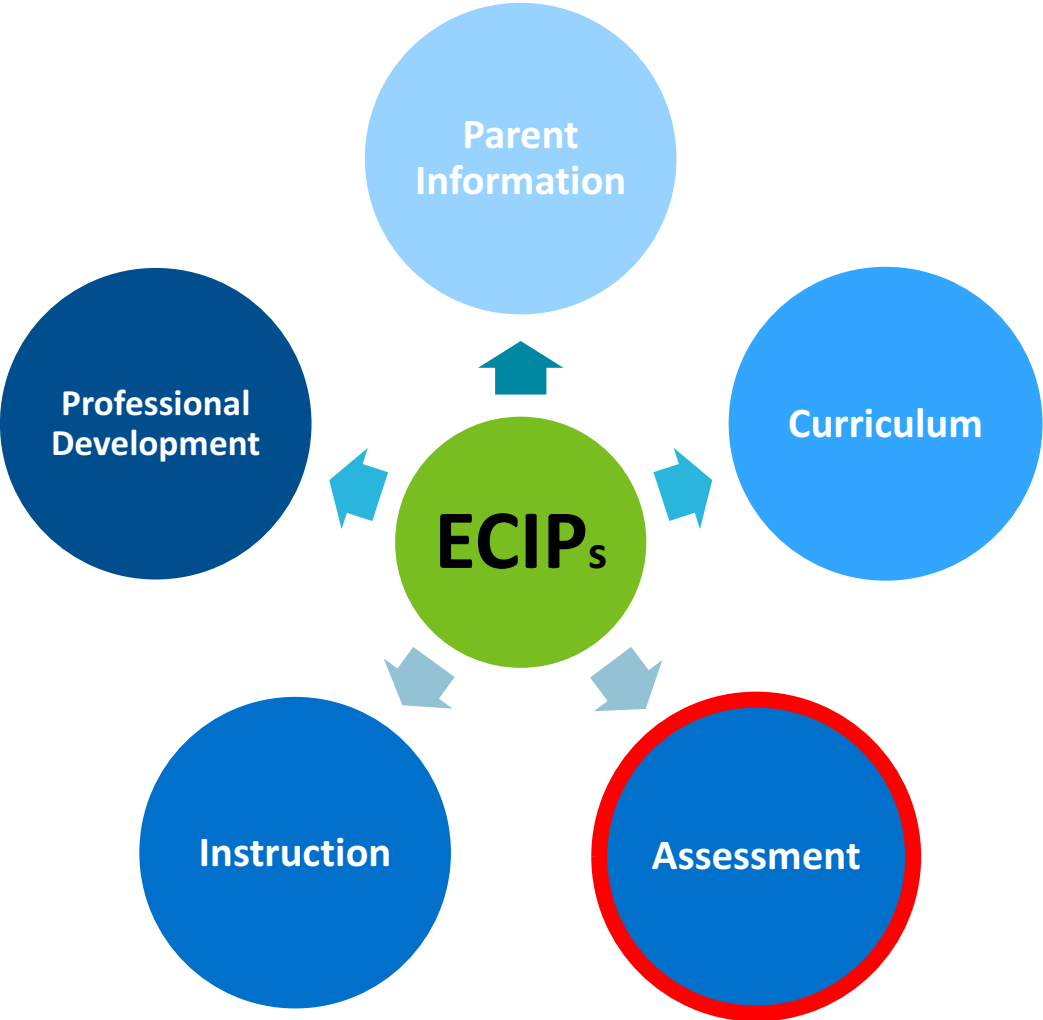 Parent
Information
Professional
Development
Curriculum
ECIPs
Instruction
Assessment